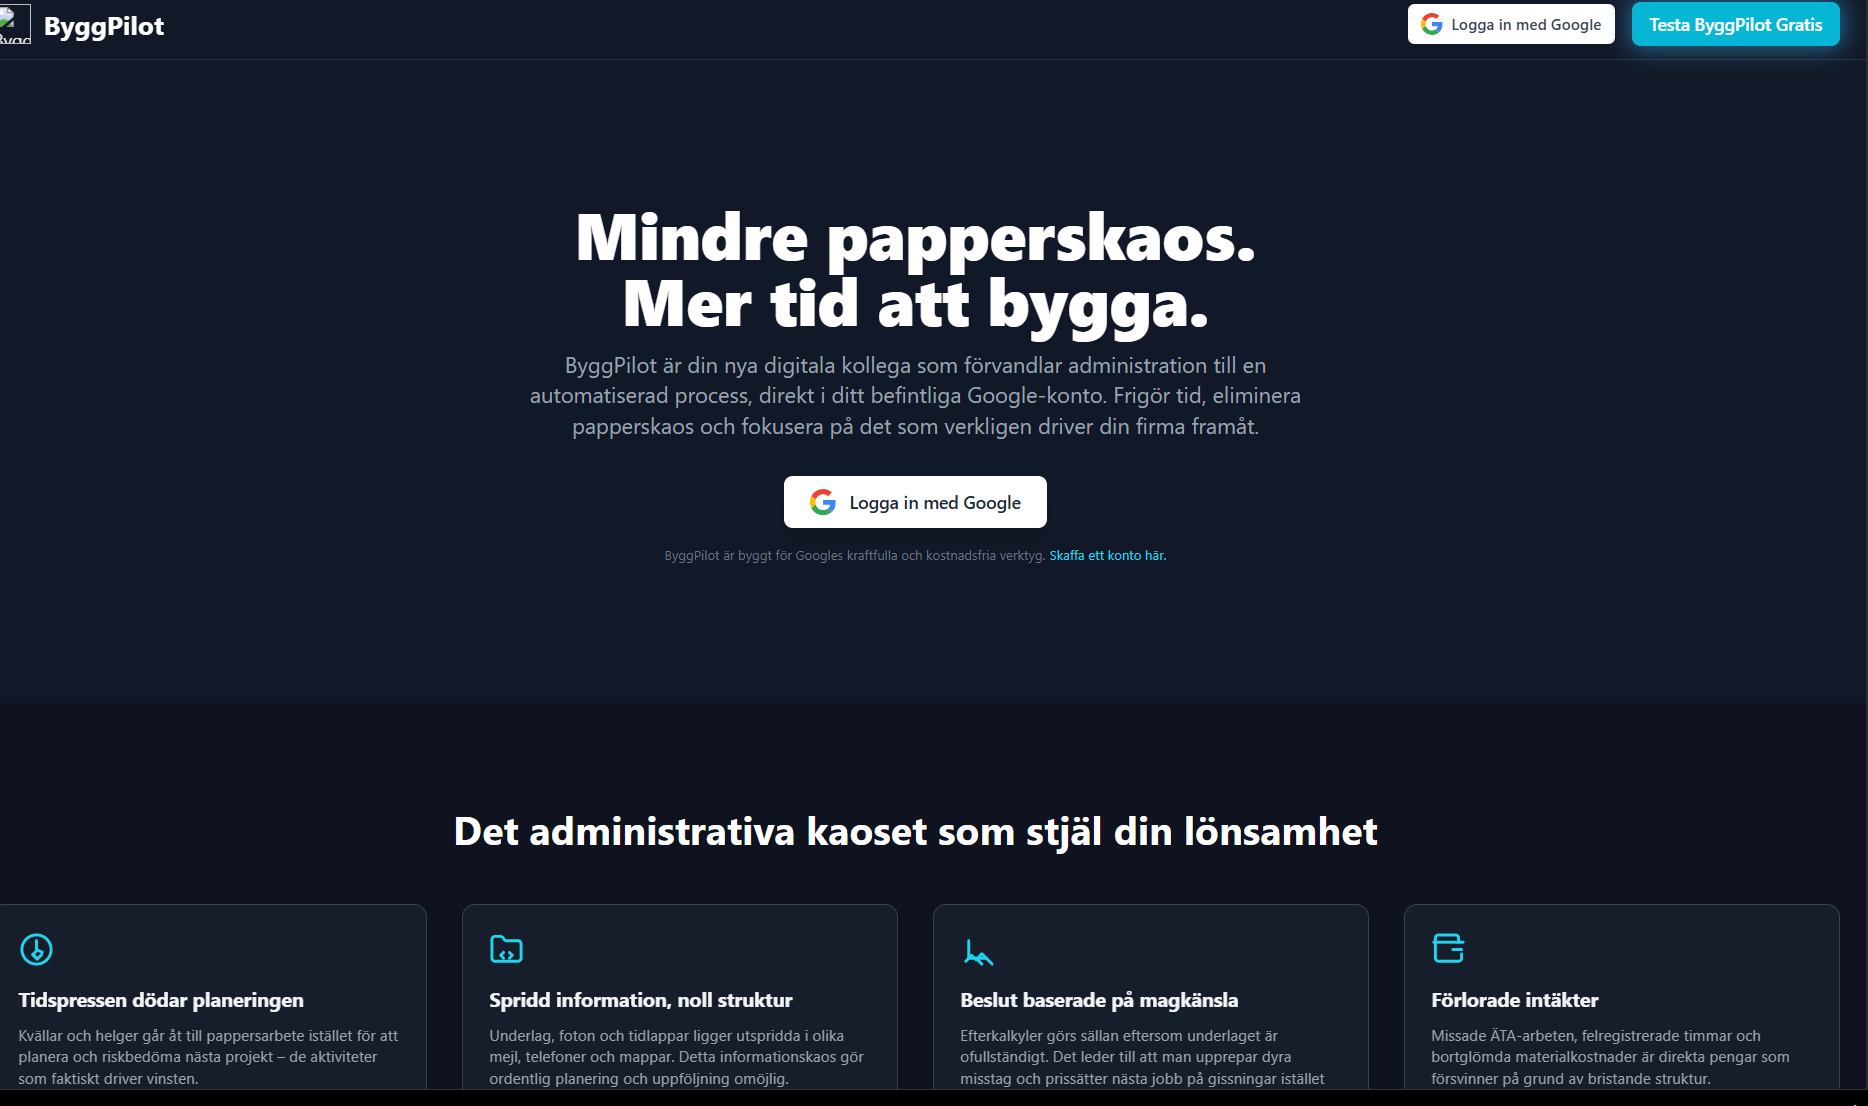 ByggPilot
Logga in med Google
Testa ByggPilot Gratis
Mindre papperskaos.
Mer tid att bygga.
ByggPilot är din nya digitala kollega som förvandlar administration till en
automatiserad process, direkt i ditt befintliga Google-konto. Frigör tid, eliminera
papperskaos och fokusera på det som verkligen driver din firma framåt.
Logga in med Google
ByggPilot är byggt för Googles kraftfulla och kostnadsfria verktyg. Skaffa ett konto här.
Det administrativa kaoset som stjäl din lönsamhet
Tidspressen dödar planeringen
Kvällar och helger går åt till pappersarbete istället för att
planera och riskbedöma nästa projekt – de aktiviteter
som faktiskt driver vinsten.
Spridd information, noll struktur
Underlag, foton och tidlappar ligger utspridda i olika
mejl, telefoner och mappar. Detta informationskaos gör
ordentlig planering och uppföljning omöjlig.
Beslut baserade på magkänsla
Efterkalkyler görs sällan eftersom underlaget är
ofullständigt. Det leder till att man upprepar dyra
misstag och prissätter nästa jobb på gissningar istället
Förlorade intäkter
Missade ÄTA-arbeten, felregistrerade timmar och
bortglömda materialkostnader är direkta pengar som
försvinner på grund av bristande struktur.